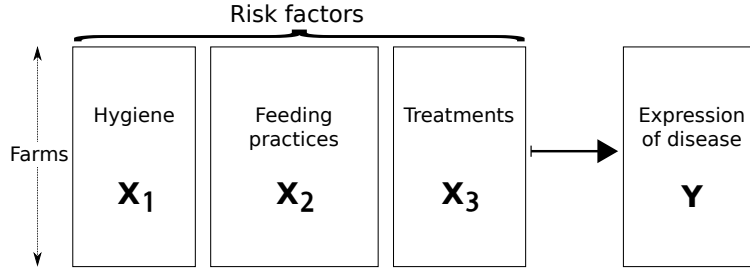 Risk factors
Farms
Hygiene
X1
Feeding
practices
X2
Treatments
X3
Expression
of disease
Y